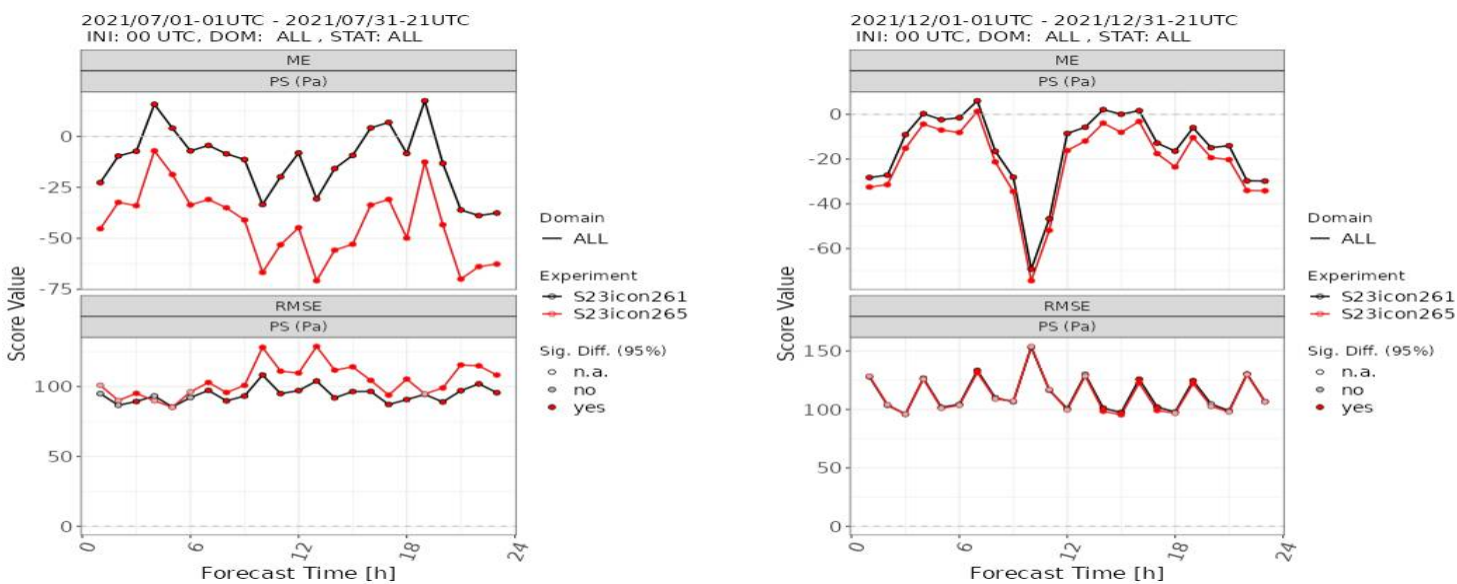 2021/07/01-01UTC - 2021/07/31-21UTC
INI: 00 UTC, DOM: ALL , STAT: ALL
ME
PS (Pa)
0
-25
-50
-75
RMSE
PS (Pa)
100
50
0
0
6
12
18
24
Score Value
Forecast Time [h]
Domain
ALL
Experiment
S23icon261
S23icon265
Sig. Diff. (95%)
n.a.
no
yes
2021/12/01-01UTC - 2021/12/31-21UTC
INI: 00 UTC, DOM: ALL , STAT: ALL
ME
PS (Pa)
0
-20
-40
-60
RMSE
PS (Pa)
150
100
50
0
0
6
12
18
24
Score Value
Forecast Time [h]
Domain
ALL
Experiment
S23icon261
S23icon265
Sig. Diff. (95%)
n.a.
no
yes